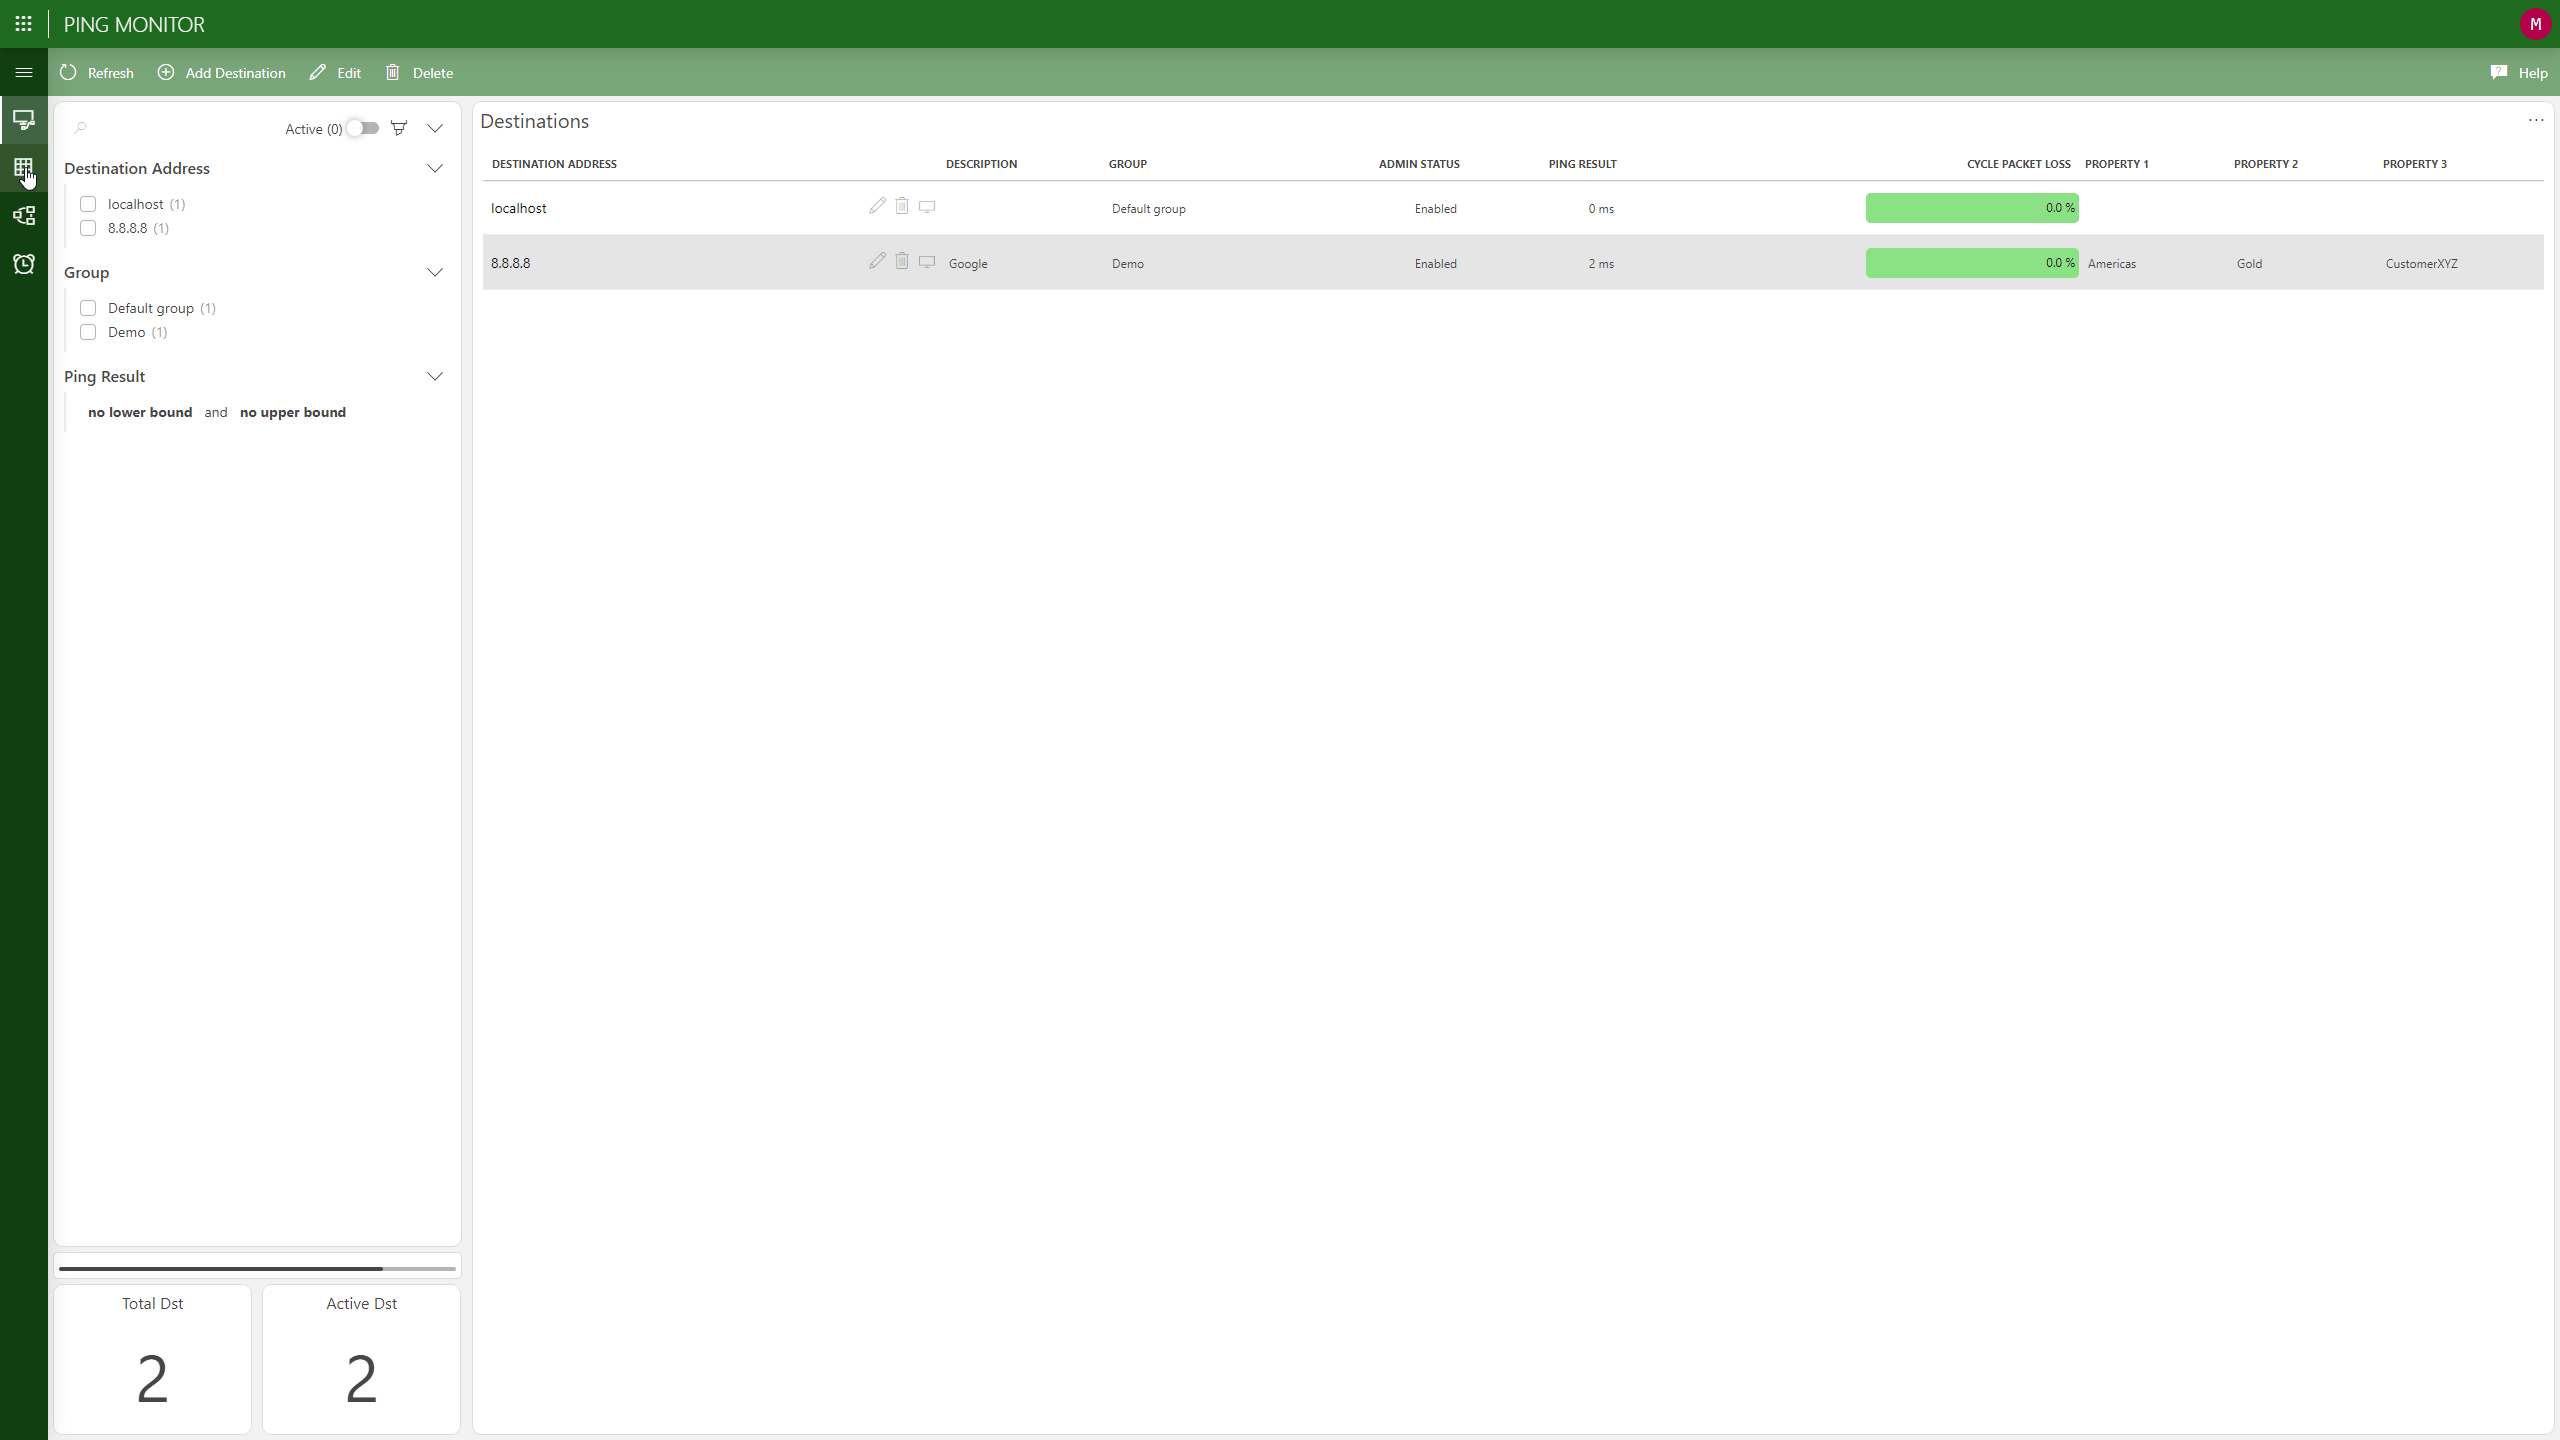 PING MONITOR
M
Refresh
Add Destination
Edit
Delete
Help
Active (0)
Destination Address
localhost (1)
8.8.8.8 (1)
Group
Default group (1)
Demo (1)
Ping Result
no lower bound and no upper bound
Total Dst
2
Active Dst
2
Destinations
DESTINATION ADDRESS DESCRIPTION GROUP ADMIN STATUS PING RESULT CYCLE PACKET LOSS PROPERTY 1 PROPERTY 2 PROPERTY 3
localhost Default group Enabled 0 ms 0.0 %
8.8.8.8 Google Demo Enabled 2 ms 0.0 % Americas Gold CustomerXYZ